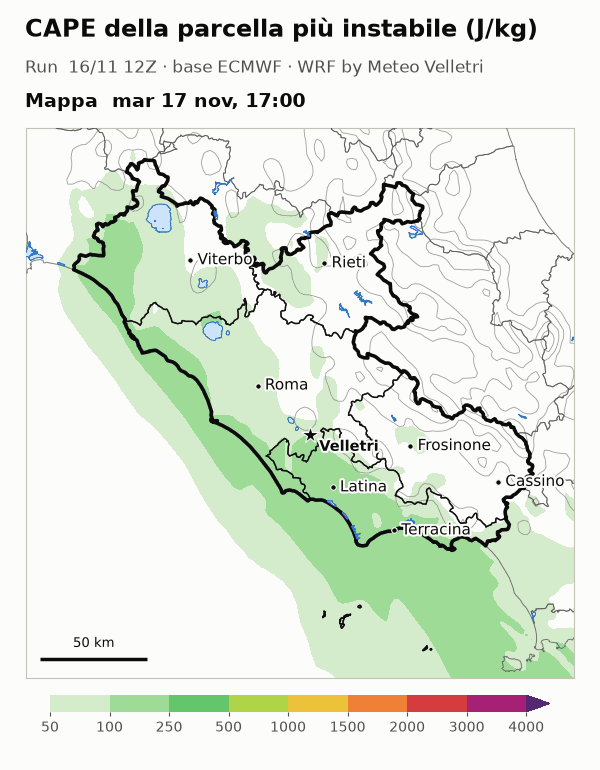 CAPE della parcella più instabile (J/kg)
Run  16/11 12Z · base ECMWF · WRF by Meteo Velletri
Mappa  mar 17 nov, 17:00
Viterbo
Rieti
Roma
Velletri
Frosinone
Latina
Cassino
Terracina
50 km
50 100 250 500 1000 1500 2000 3000 4000